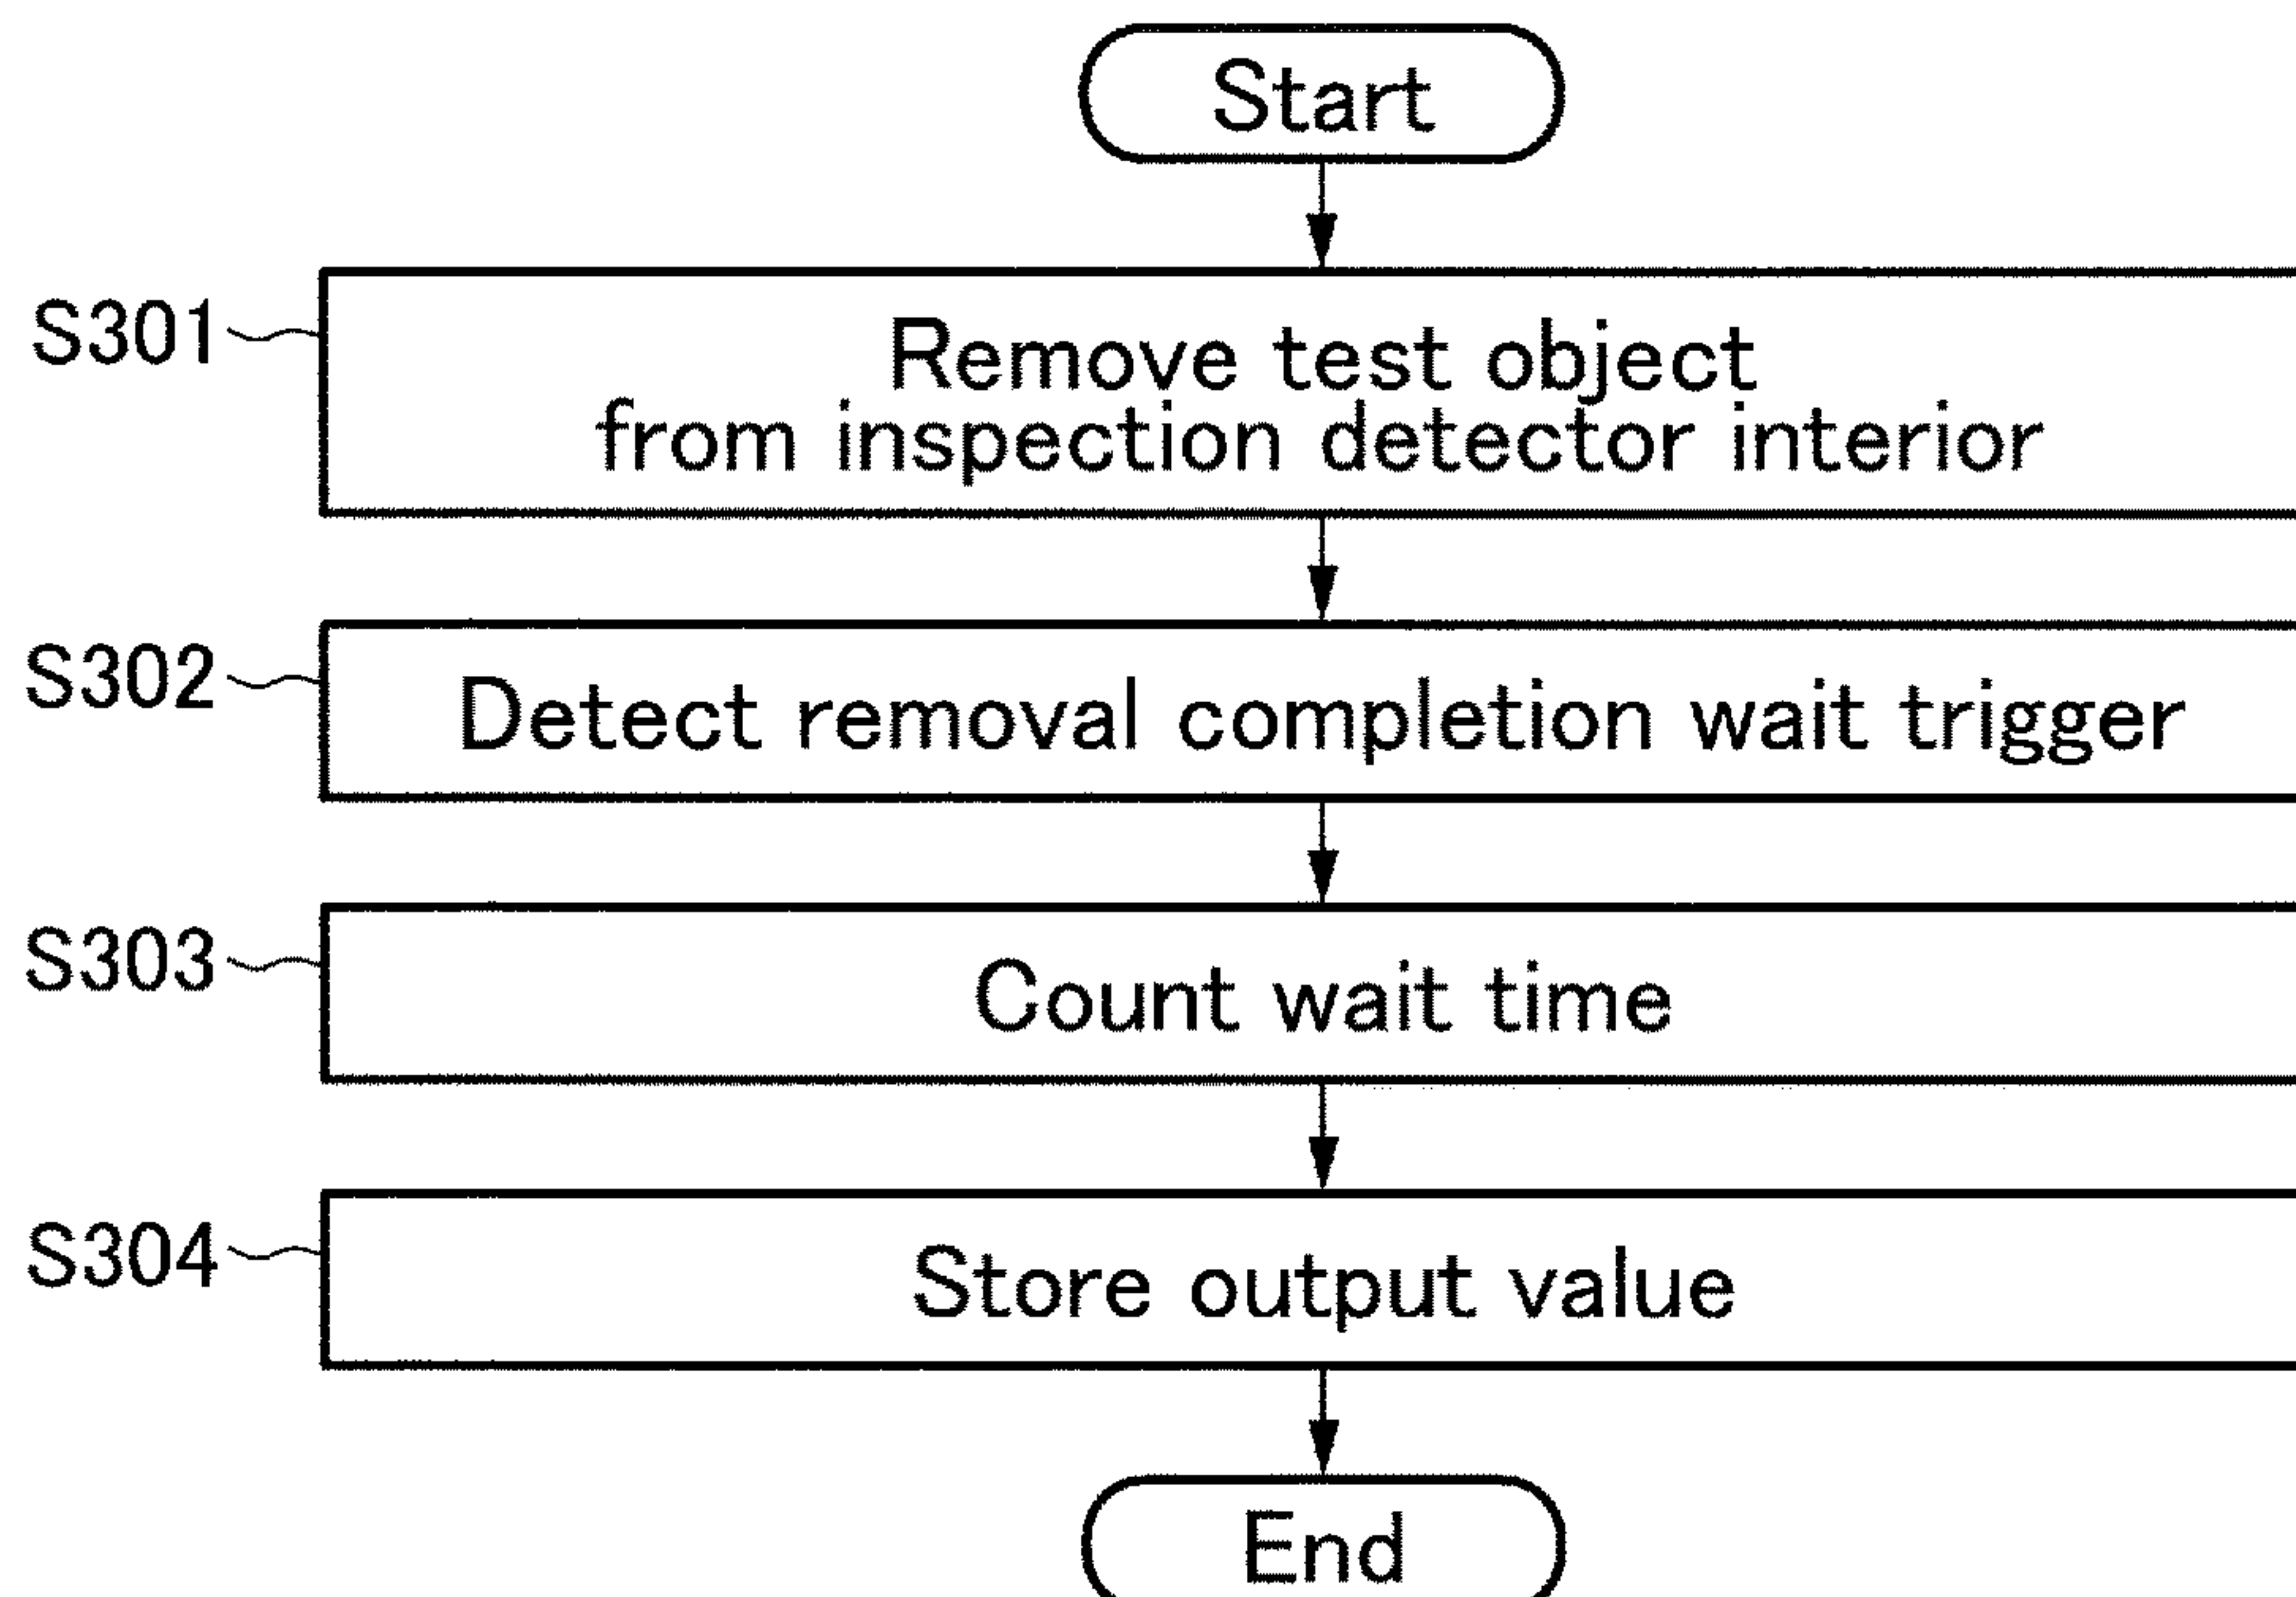 Start
S301
Remove test object
from inspection detector interior
S302
Detect removal completion wait trigger
S303
Count wait time
S304
Store output value
End